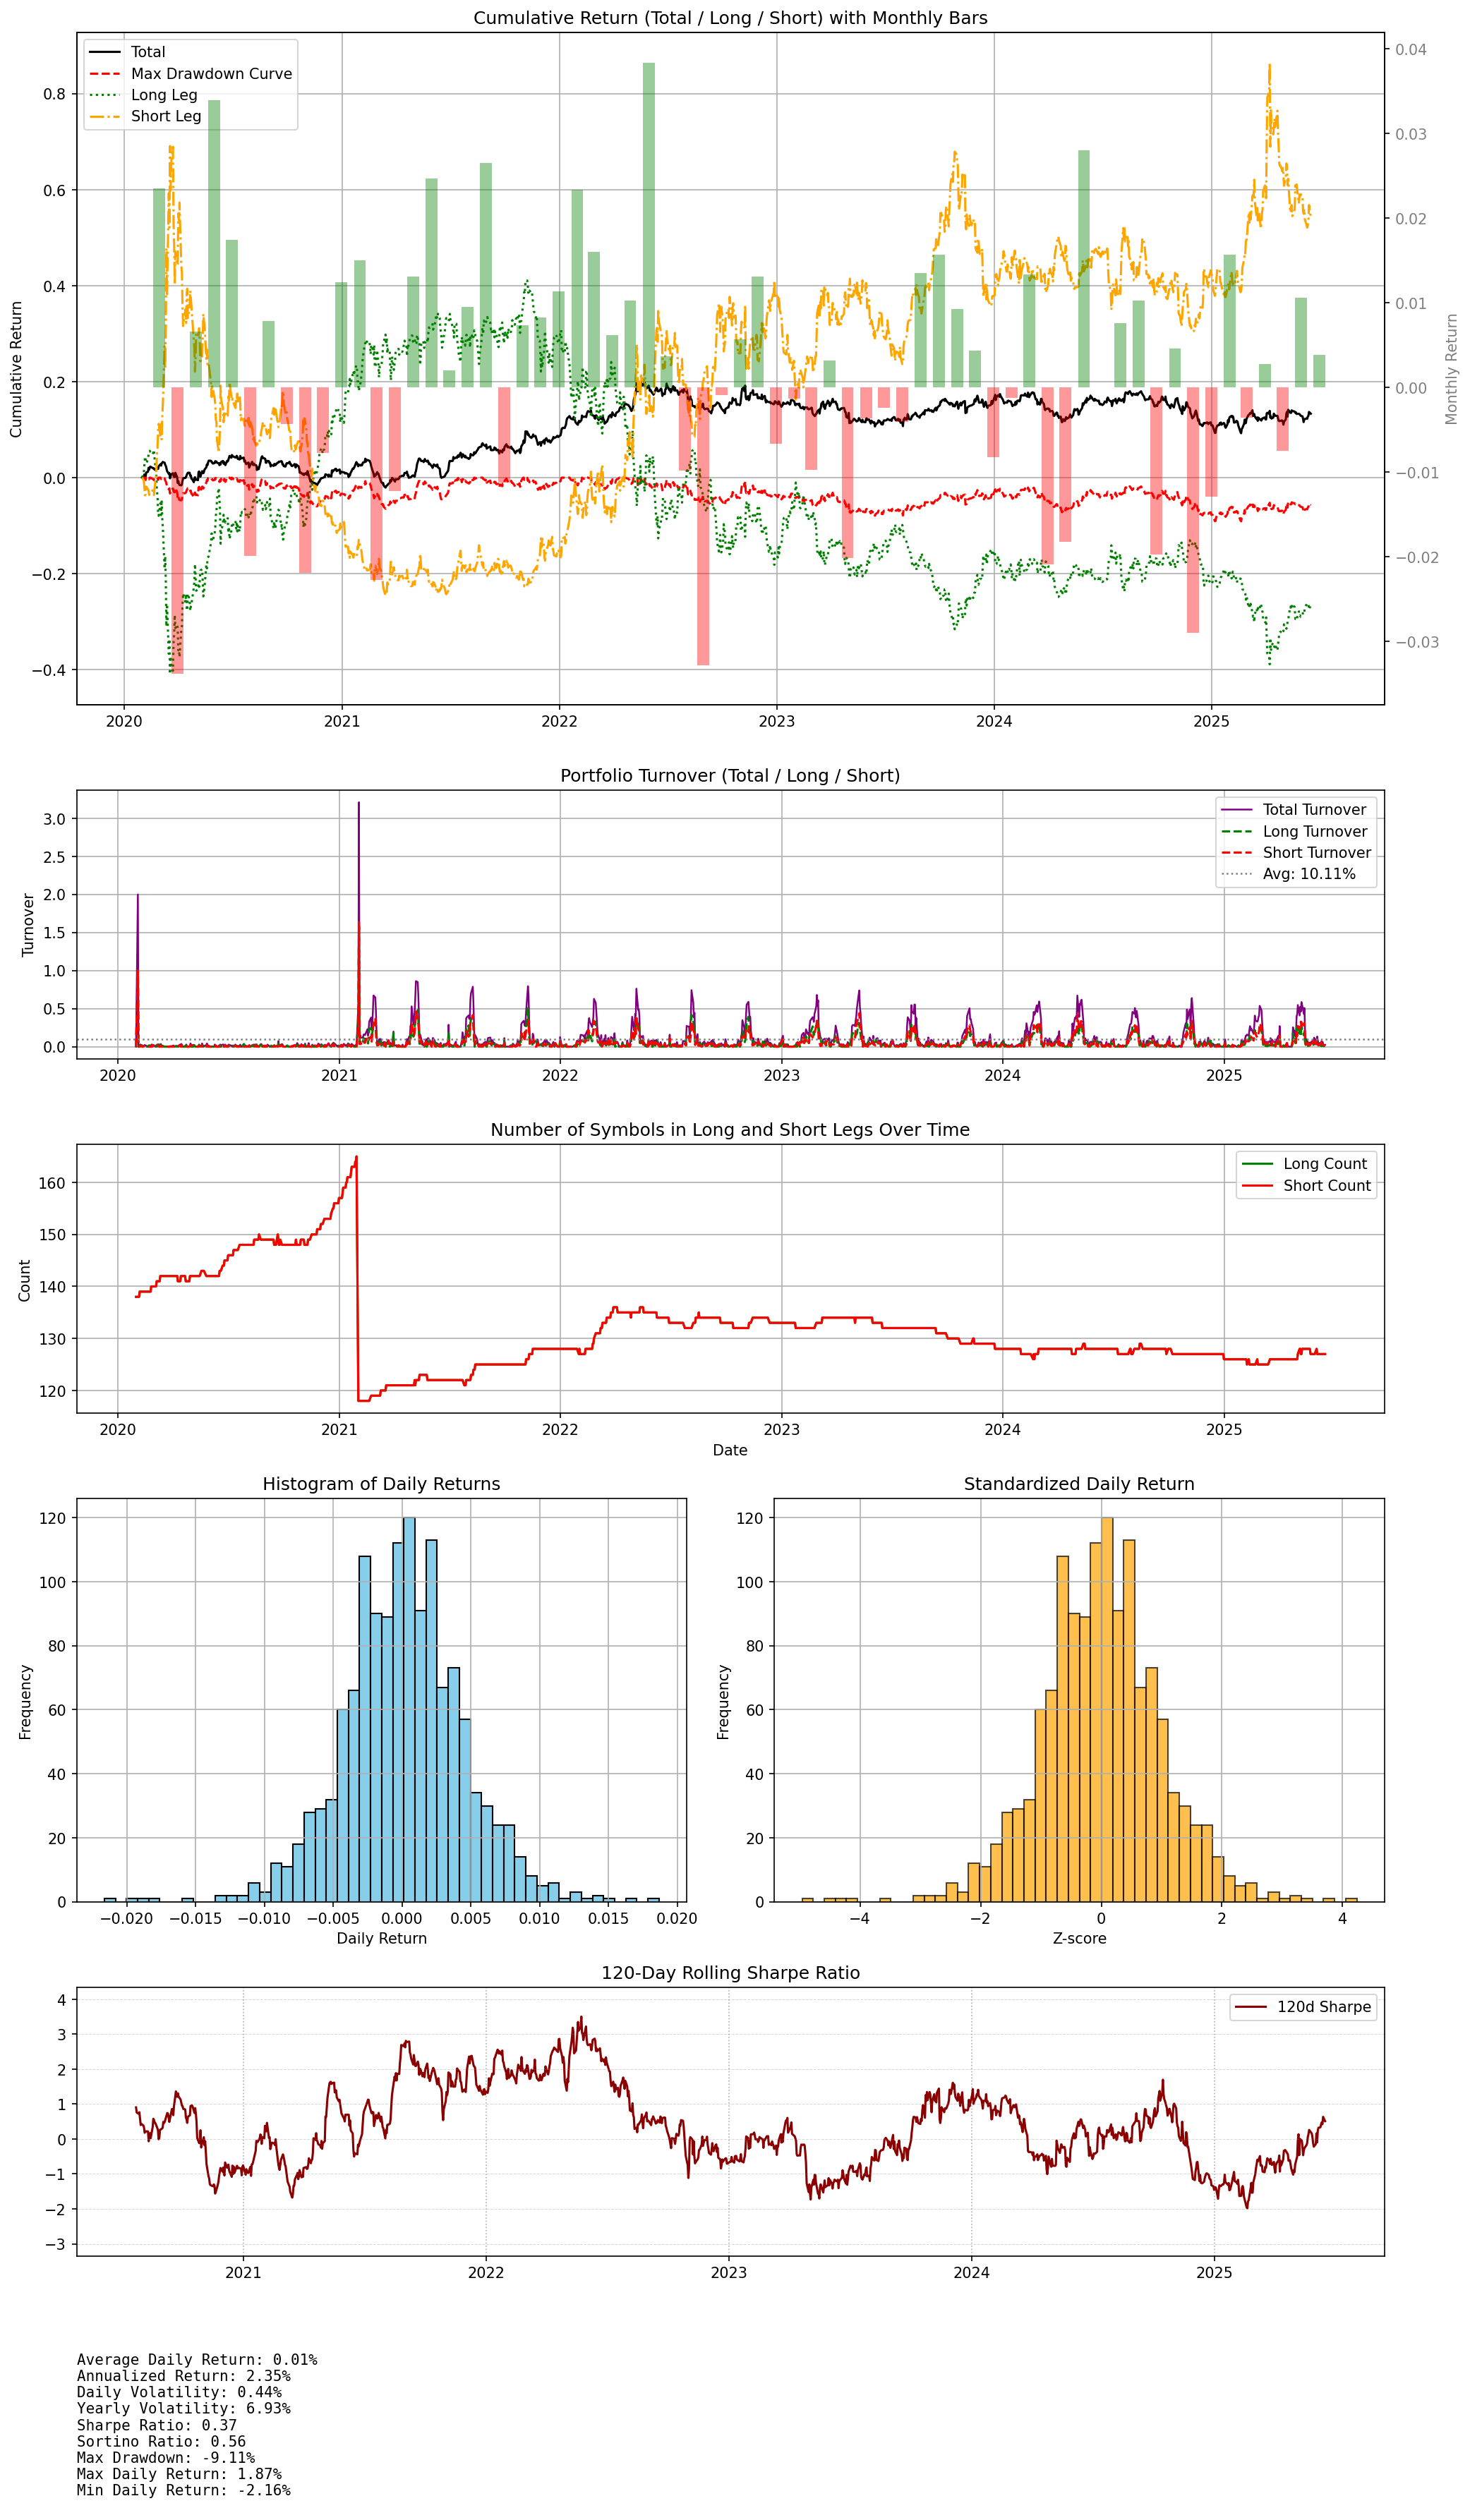 Cumulative Return (Total / Long / Short) with Monthly Bars
Total
Max Drawdown Curve
Long Leg
Short Leg
Cumulative Return
0.8
0.6
0.4
0.2
0.0
−0.2
−0.4
0.04
0.03
0.02
0.01
0.00
−0.01
−0.02
−0.03
Monthly Return
2020 2021 2022 2023 2024 2025
Portfolio Turnover (Total / Long / Short)
Total Turnover
Long Turnover
Short Turnover
Avg: 10.11%
Turnover
3.0
2.5
2.0
1.5
1.0
0.5
0.0
2020 2021 2022 2023 2024 2025
Number of Symbols in Long and Short Legs Over Time
Long Count
Short Count
Count
160
150
140
130
120
2020 2021 2022 2023 2024 2025
Date
Histogram of Daily Returns
Frequency
120
100
80
60
40
20
0
−0.020 −0.015 −0.010 −0.005 0.000 0.005 0.010 0.015 0.020
Daily Return
Standardized Daily Return
Frequency
120
100
80
60
40
20
0
−4 −2 0 2 4
Z-score
120-Day Rolling Sharpe Ratio
120d Sharpe
4
3
2
1
0
−1
−2
−3
2021 2022 2023 2024 2025
Average Daily Return: 0.01%
Annualized Return: 2.35%
Daily Volatility: 0.44%
Yearly Volatility: 6.93%
Sharpe Ratio: 0.37
Sortino Ratio: 0.56
Max Drawdown: -9.11%
Max Daily Return: 1.87%
Min Daily Return: -2.16%